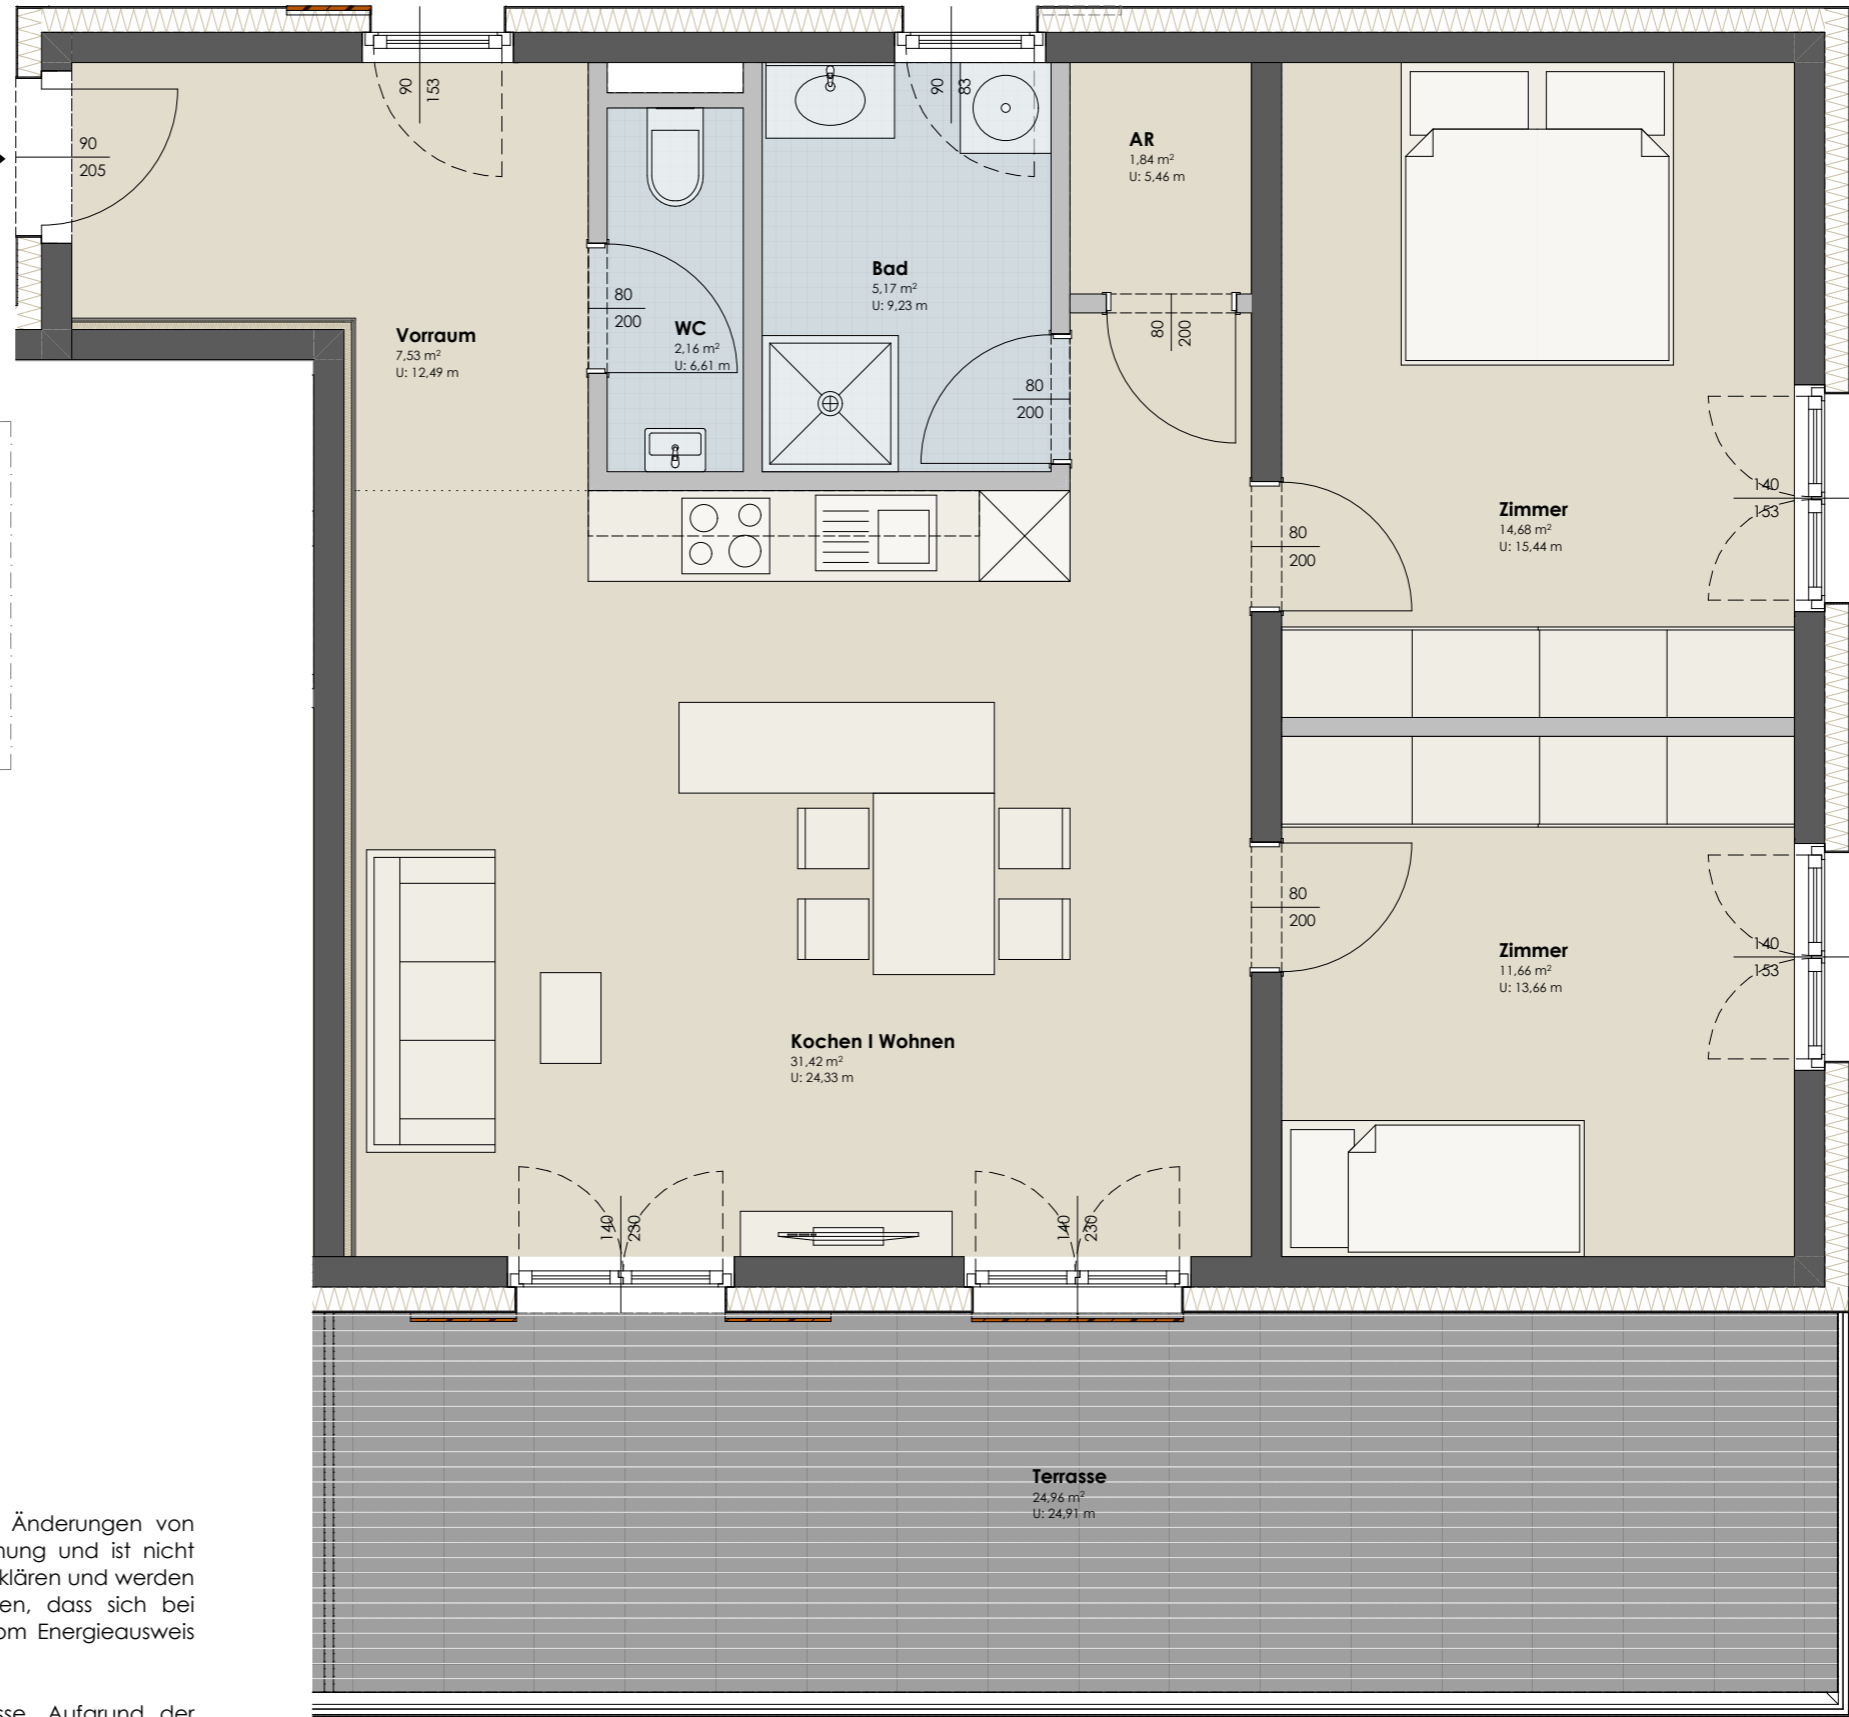 90
153
90
83
90
205
AR
1,84 m²
U: 5,46 m
Bad
5,17 m²
U: 9,23 m
80
200
WC
2,16 m²
U: 6,61 m
Vorraum
7,53 m²
U: 12,49 m
80
200
80
200
140
153
Zimmer
14,68 m²
U: 15,44 m
80
200
80
200
Zimmer
11,66 m²
U: 13,66 m
140
153
Kochen I Wohnen
31,42 m²
U: 24,33 m
140
230
140
230
Terrasse
24,96 m²
U: 24,91 m
Änderungen von
nung und ist nicht
klären und werden
en, dass sich bei
om Energieausweis
sse. Aufgrund der